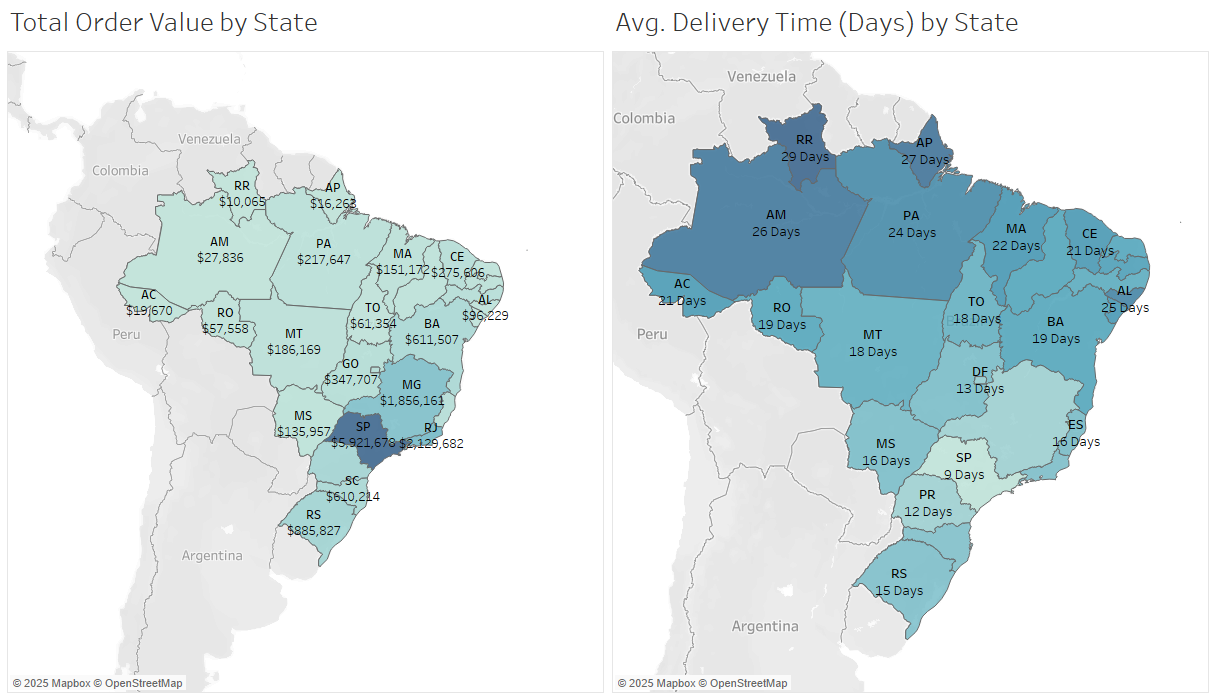 Total Order Value by State
Venezuela
Colombia
RR
$10,065
AP
$16,263
AM
$27,836
PA
$217,647
MA
$151,172
CE
$275,606
AC
$19,670
RO
$57,558
TO
$61,354
AL
$96,229
Peru
MT
$186,169
BA
$611,507
GO
$347,707
MG
$1,856,161
MS
$135,957
SP
$5,921,678
RJ
$2,129,682
SC
$610,214
RS
$885,827
Argentina
© 2025 Mapbox © OpenStreetMap
Avg. Delivery Time (Days) by State
Venezuela
Colombia
RR
29 Days
AP
27 Days
AM
26 Days
PA
24 Days
MA
22 Days
CE
21 Days
AC
21 Days
RO
19 Days
TO
18 Days
AL
25 Days
Peru
MT
18 Days
BA
19 Days
DF
13 Days
ES
16 Days
MS
16 Days
SP
9 Days
PR
12 Days
RS
15 Days
Argentina
© 2025 Mapbox © OpenStreetMap